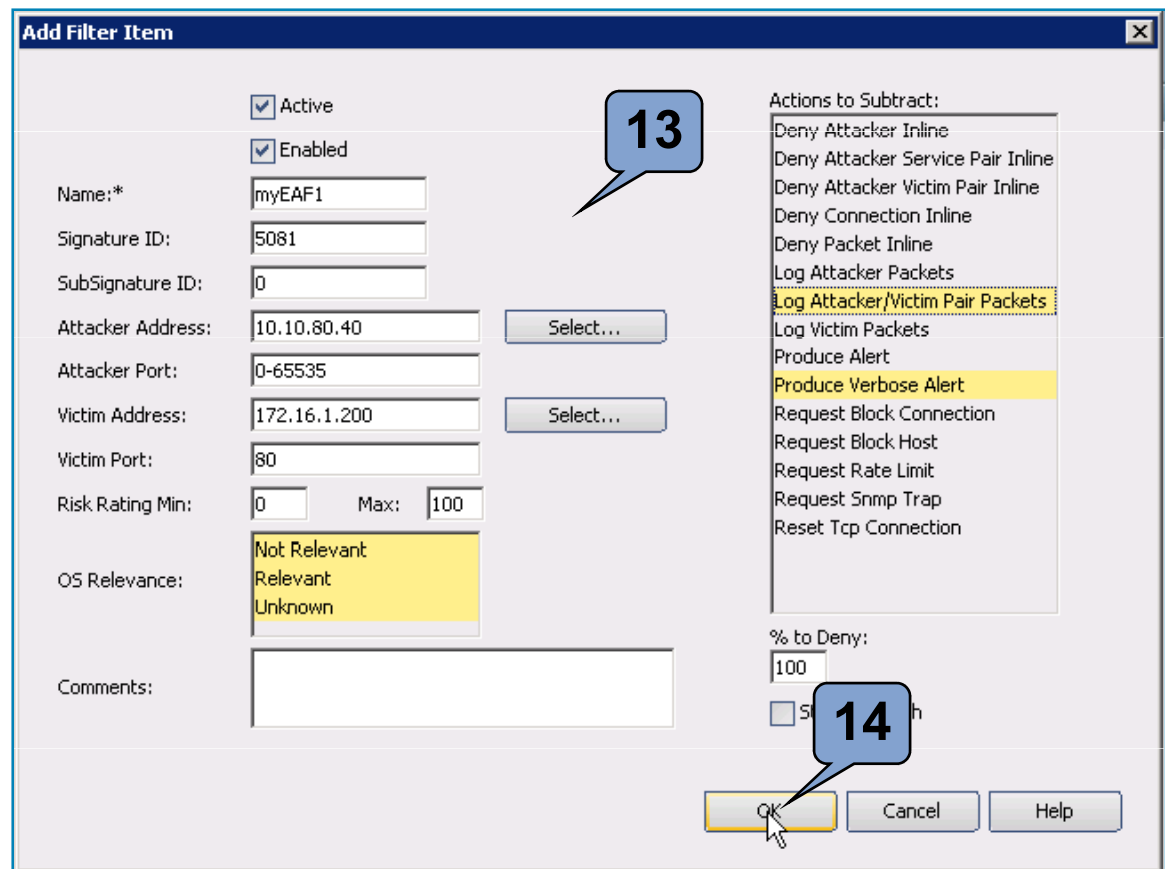 Add Filter Item
Active
13
Enabled
Name:*
myEAF1
Signature ID:
5081
SubSignature ID:
0
Attacker Address:
10.10.80.40
Select...
Attacker Port:
0-65535
Victim Address:
172.16.1.200
Select...
Victim Port:
80
Risk Rating Min:
0
Max:
100
OS Relevance:
Not Relevant
Relevant
Unknown
Comments:
Actions to Subtract:
Deny Attacker Inline
Deny Attacker Service Pair Inline
Deny Attacker Victim Pair Inline
Deny Connection Inline
Deny Packet Inline
Log Attacker Packets
Log Attacker/Victim Pair Packets
Log Victim Packets
Produce Alert
Produce Verbose Alert
Request Block Connection
Request Block Host
Request Rate Limit
Request Snmp Trap
Reset Tcp Connection
% to Deny:
100
14
OK
Cancel
Help